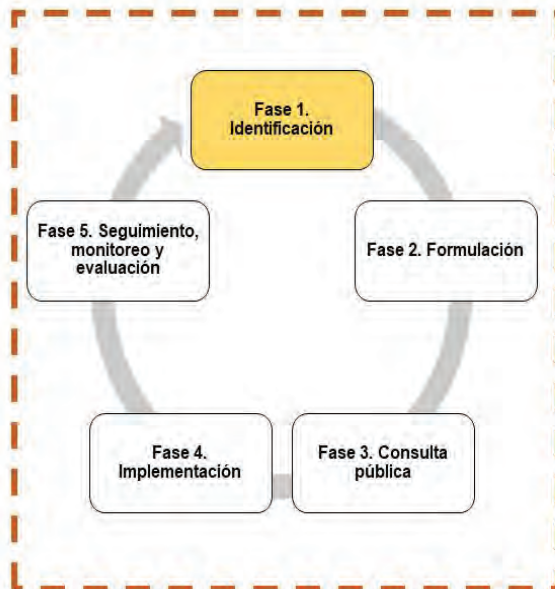 Fase 1.
Identificación
Fase 2. Formulación
Fase 3. Consulta
pública
Fase 4.
Implementación
Fase 5. Seguimiento,
monitoreo y
evaluación